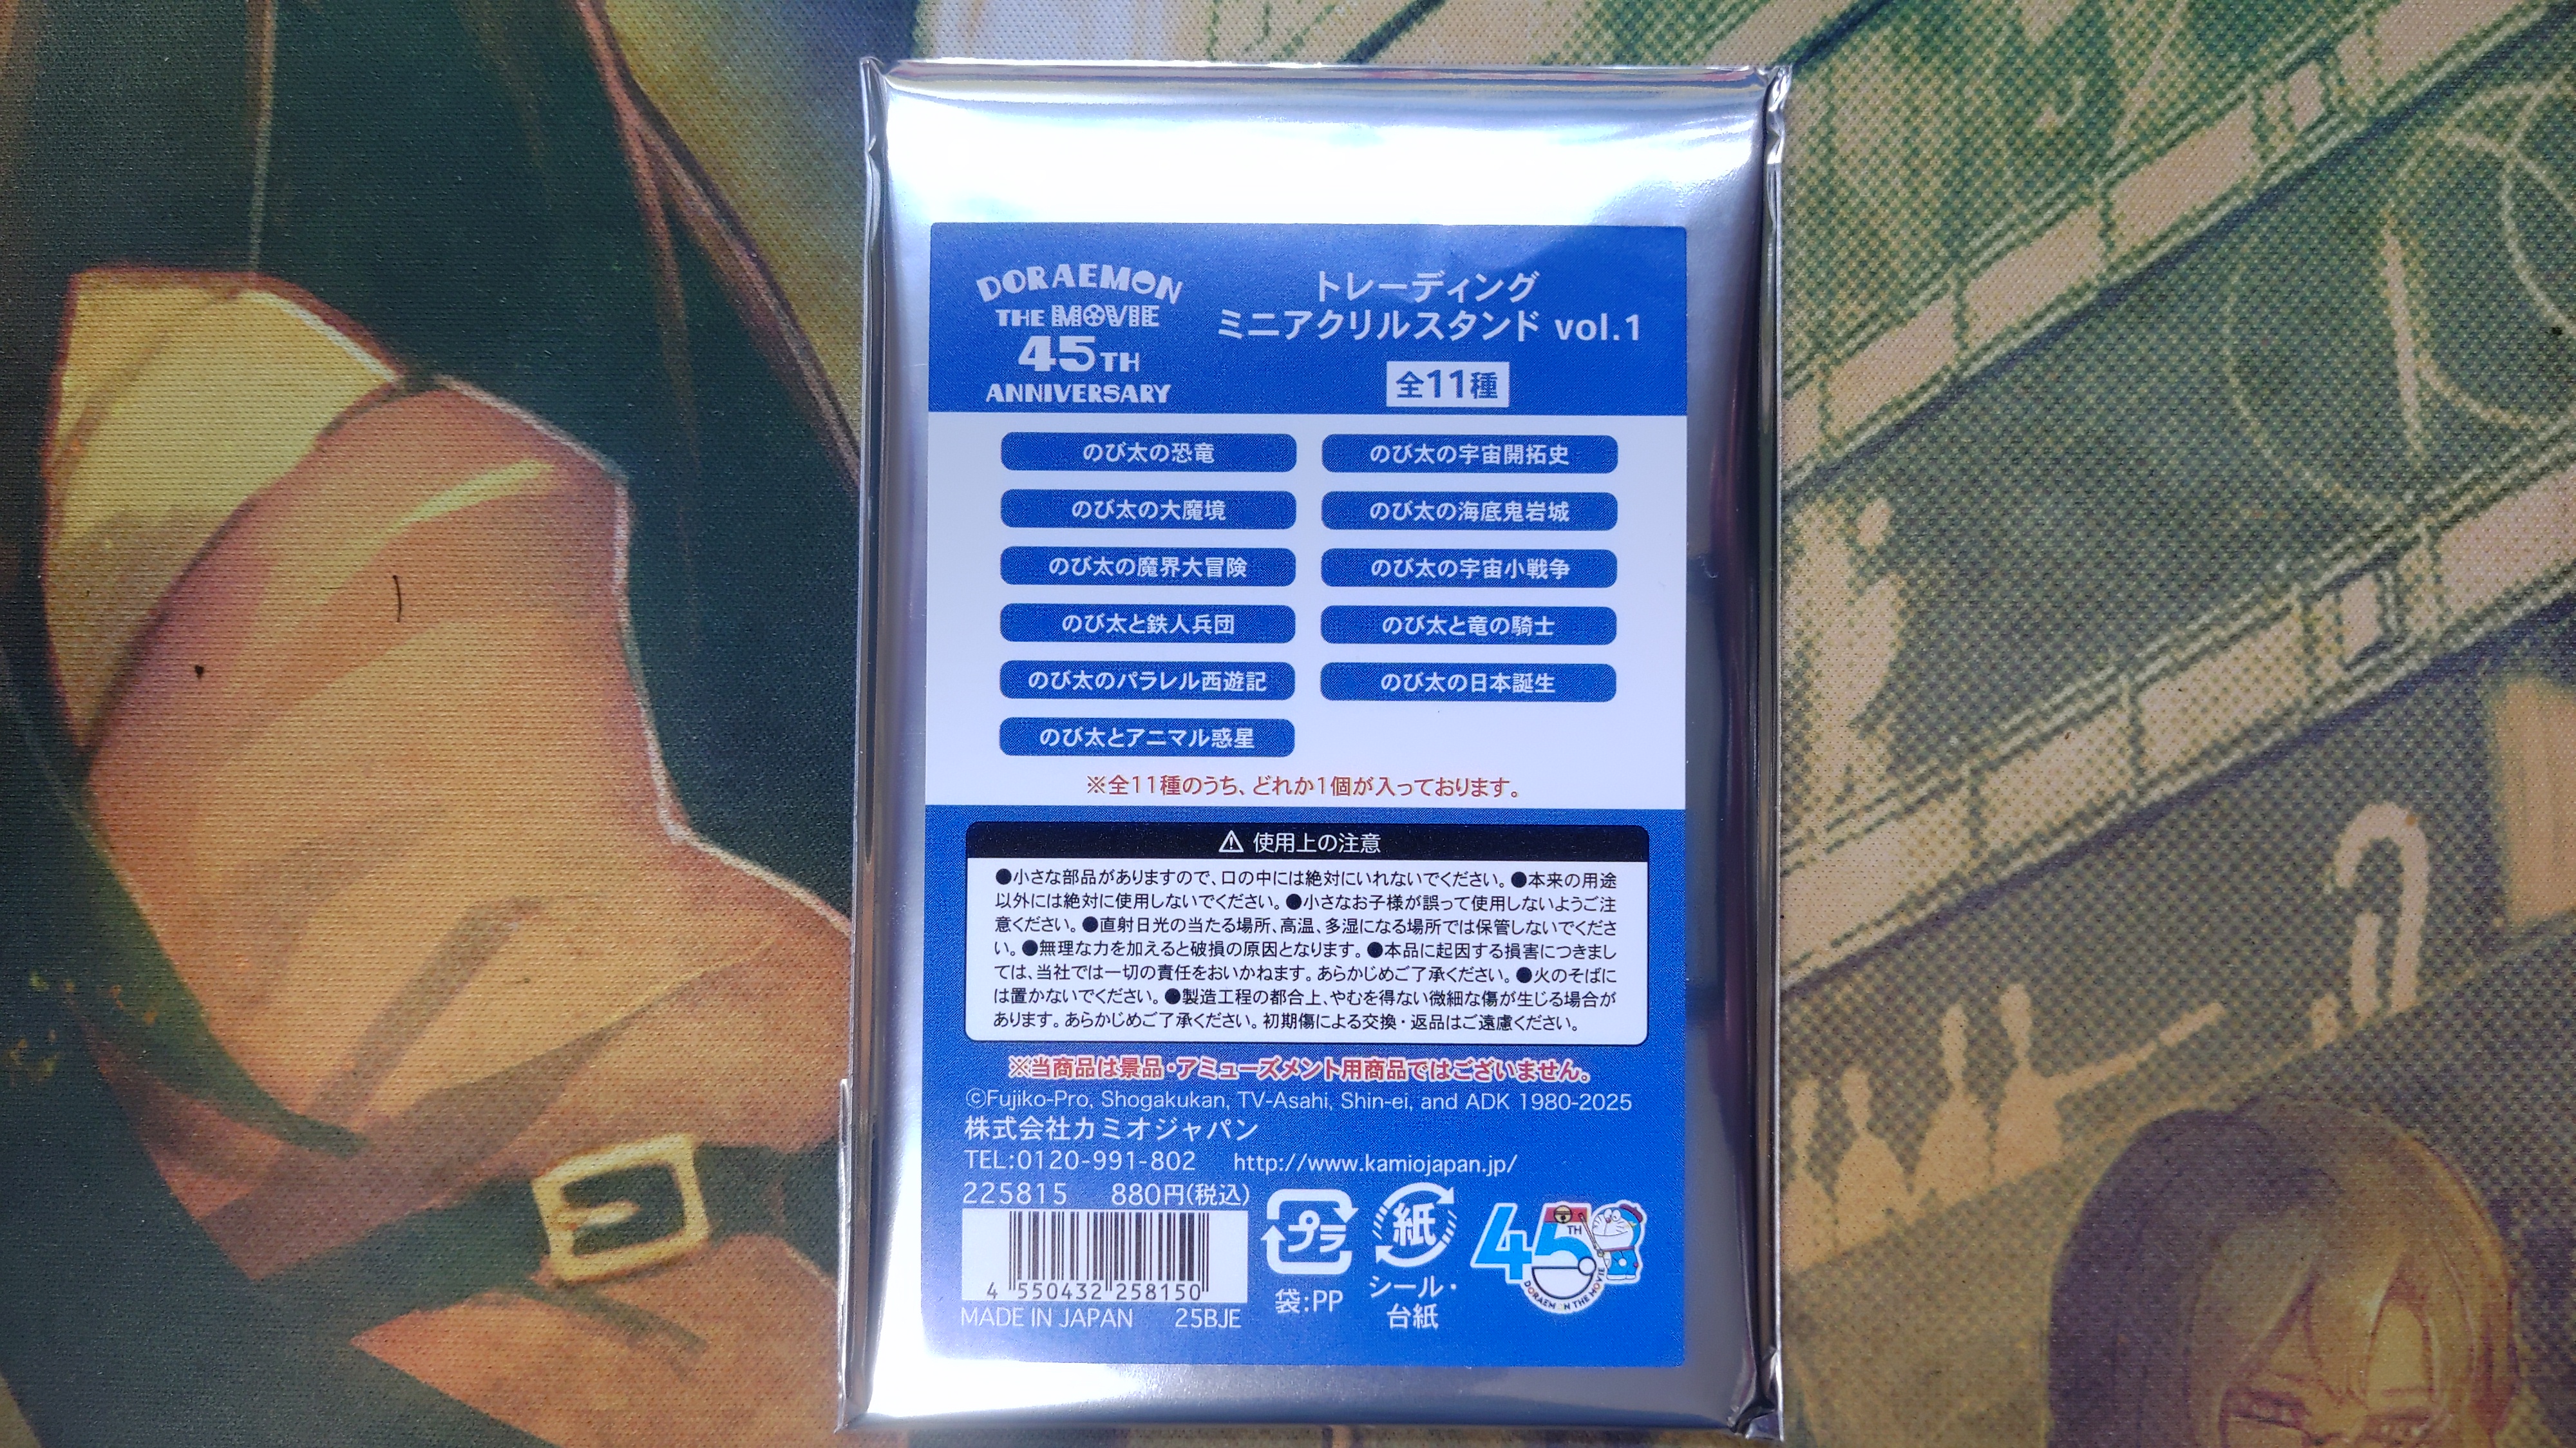 DORAEMON
THE MOVIE
45TH
ANNIVERSARY
トレーディング
ミニアクリルスタンド vol.1
全11種
のび太の恐竜
のび太の宇宙開拓史
のび太の大魔境
のび太の海底鬼岩城
のび太の魔界大冒険
のび太の宇宙小戦争
のび太と鉄人兵団
のび太と竜の騎士
のび太のパラレル西遊記
のび太の日本誕生
のび太とアニマル惑星
※全11種のうち、どれか1個が入っております。
⚠ 使用上の注意
●小さな部品がありますので、口の中には絶対にいれないでください。●本来の用途
以外には絶対に使用しないでください。●小さなお子様が誤って使用しないようご注
意ください。●直射日光の当たる場所、高温、多湿になる場所では保管しないでくださ
い。●無理な力を加えると破損の原因となります。●本品に起因する損害につきまし
ては、当社では一切の責任をおいかねます。あらかじめご了承ください。●火のそばに
は置かないでください。●製造工程の都合上、やむを得ない微細な傷が生じる場合が
あります。あらかじめご了承ください。初期傷による交換・返品はご遠慮ください。
※当商品は景品・アミューズメント用商品ではございません。
©Fujiko-Pro, Shogakukan, TV-Asahi, Shin-ei, and ADK 1980-2025
株式会社カミオジャパン
TEL:0120-991-802 http://www.kamiojapan.jp/
225815 880円(税込)
4 550432 258150
MADE IN JAPAN 25BJE
プラ
袋:PP
紙
シール・
台紙
45TH
DORAEMON THE MOVIE